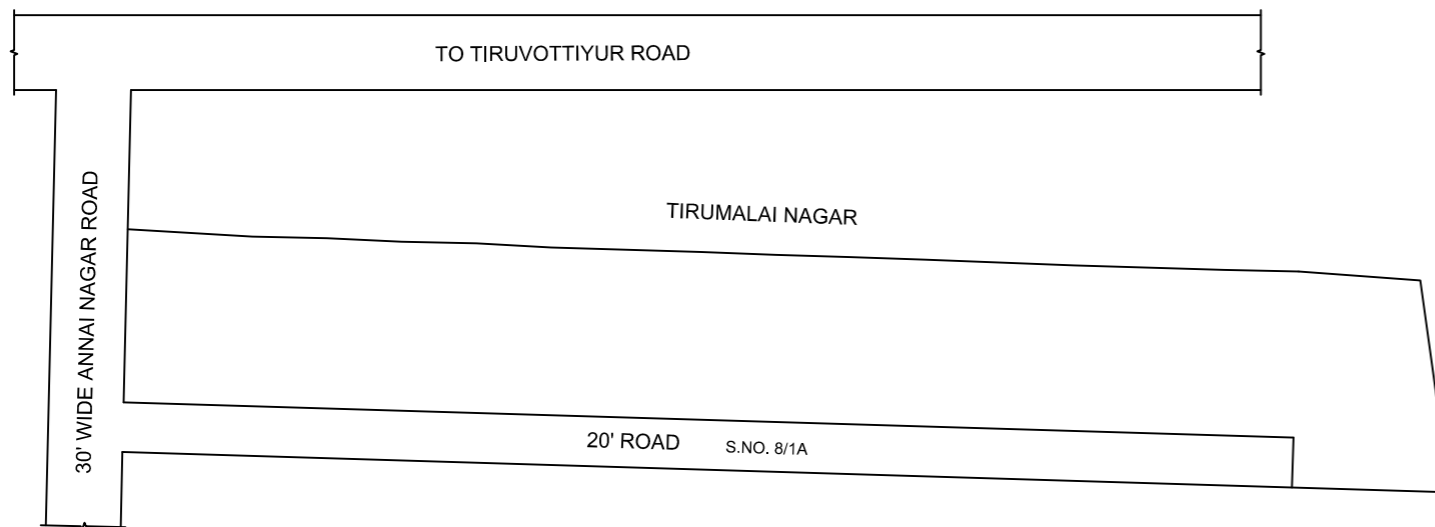 TO TIRUVOTTIYUR ROAD
TIRUMALAI NAGAR
30' WIDE ANNAI NAGAR ROAD
20' ROAD
S.NO. 8/1A